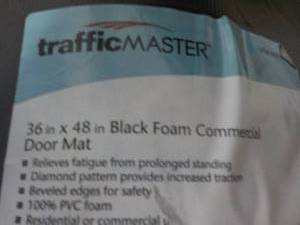 trafficMASTER
36 in x 48 in Black Foam Commercial
Door Mat
▪ Relieves fatigue from prolonged standing
▪ Diamond pattern provides increased traction
▪ Beveled edges for safety
▪ 100% PVC foam
▪ Residential or commercial